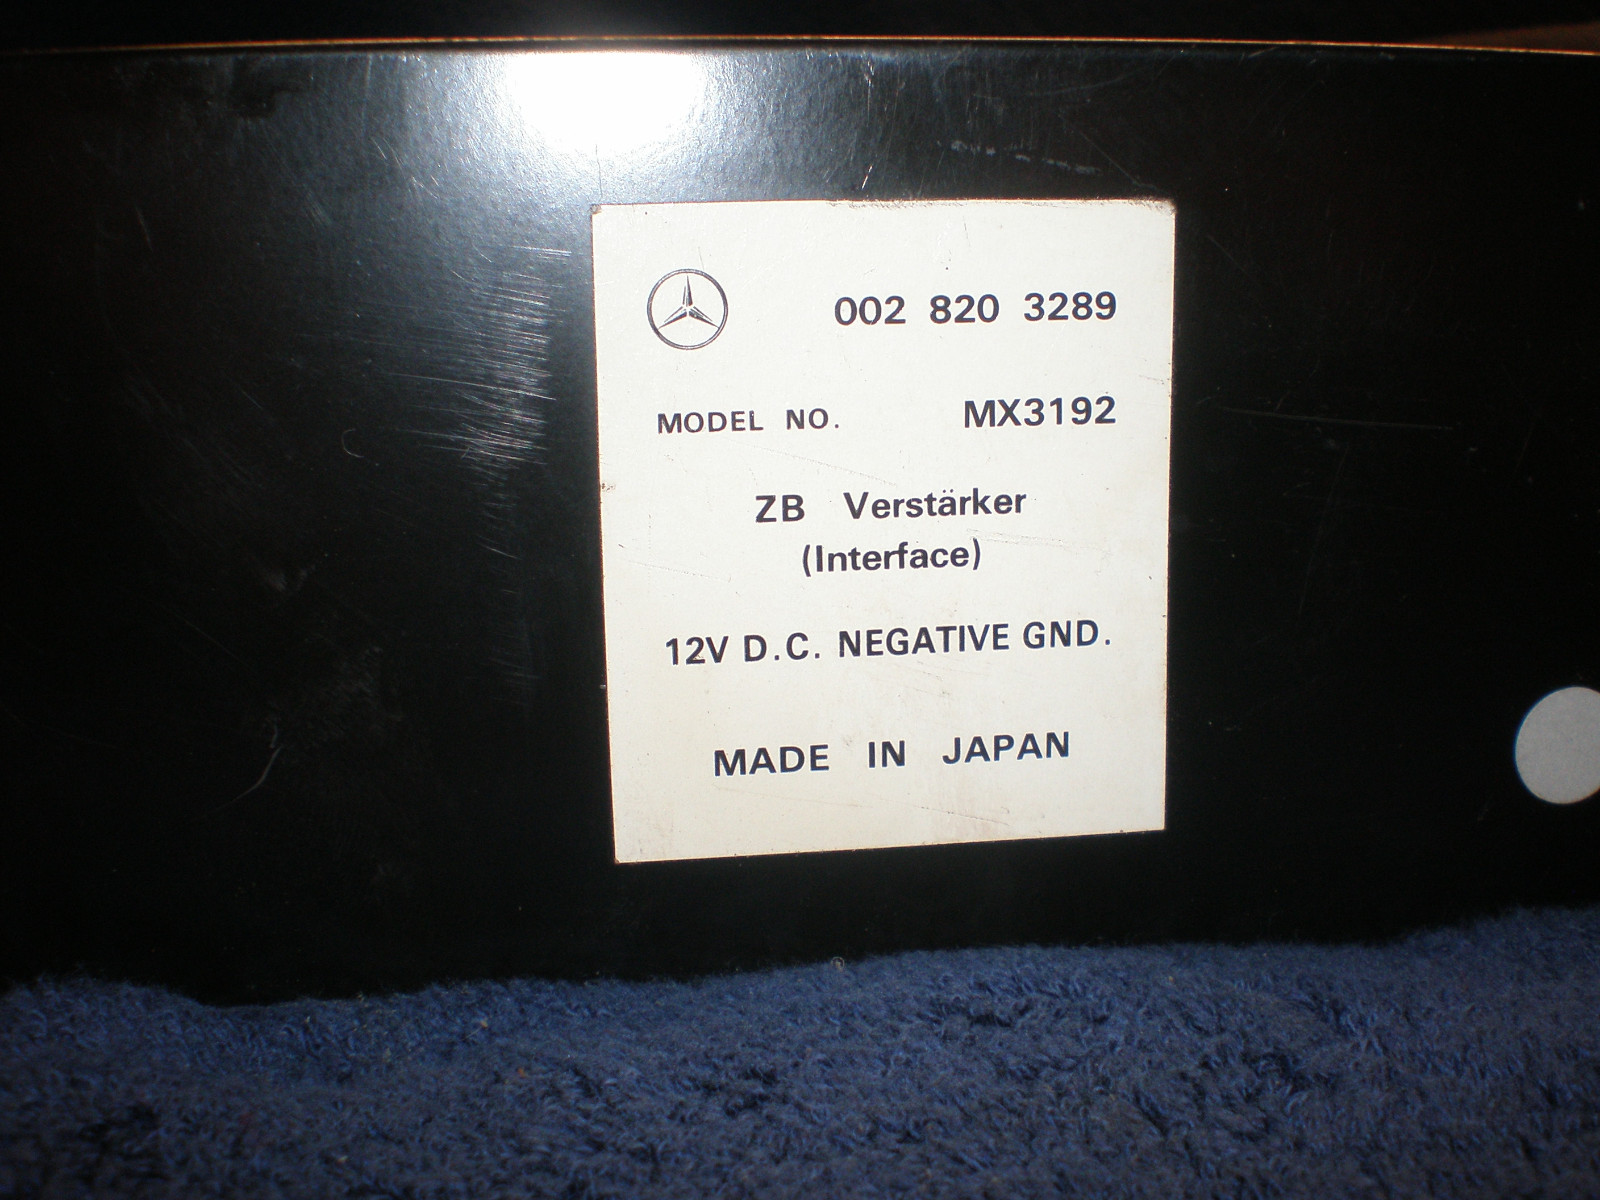 002 820 3289
MODEL NO. MX3192
ZB Verstärker
(Interface)
12V D.C. NEGATIVE GND.
MADE IN JAPAN